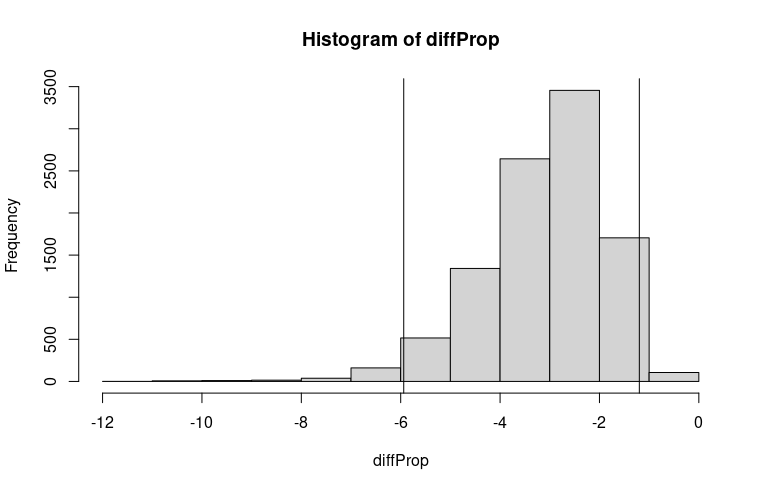 Histogram of diffProp
3500
2500
1500
500
0
Frequency
-12 -10 -8 -6 -4 -2 0
diffProp